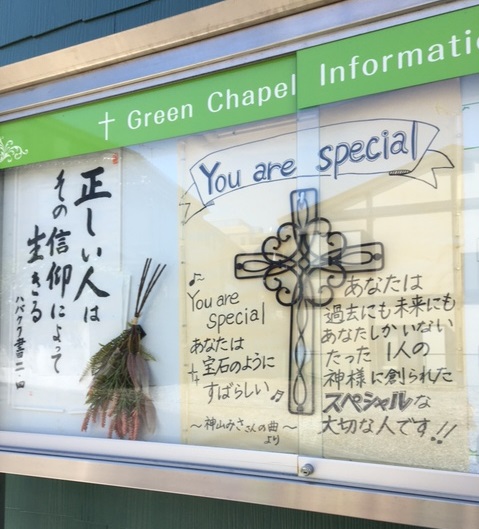 † Green Chapel Informati
正しい人は
その信仰によって
生きる
ハバクク書二・四
You are special
♪
You are
special
あなたは
宝石のように
すばらしい♪
～神山みささんの曲
より～
あなたは
過去にも未来にも
あなたしかいない
たった1人の
神様に創られた
スペシャルな
大切な人です!!